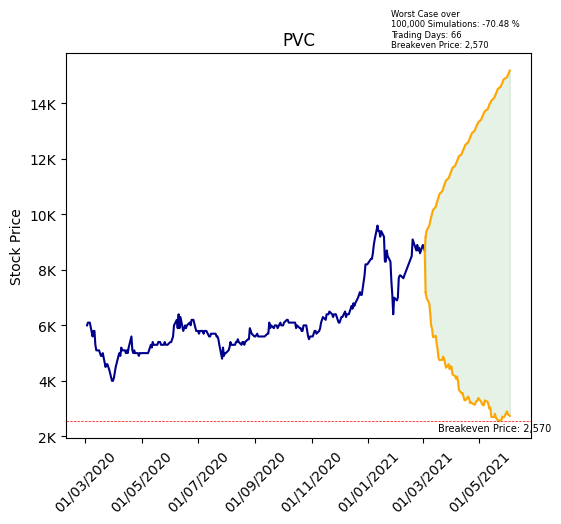 Worst Case over
100,000 Simulations: -70.48 %
Trading Days: 66
Breakeven Price: 2,570
PVC
Stock Price
14K
12K
10K
8K
6K
4K
2K
Breakeven Price: 2,570
01/03/2020
01/05/2020
01/07/2020
01/09/2020
01/11/2020
01/01/2021
01/03/2021
01/05/2021